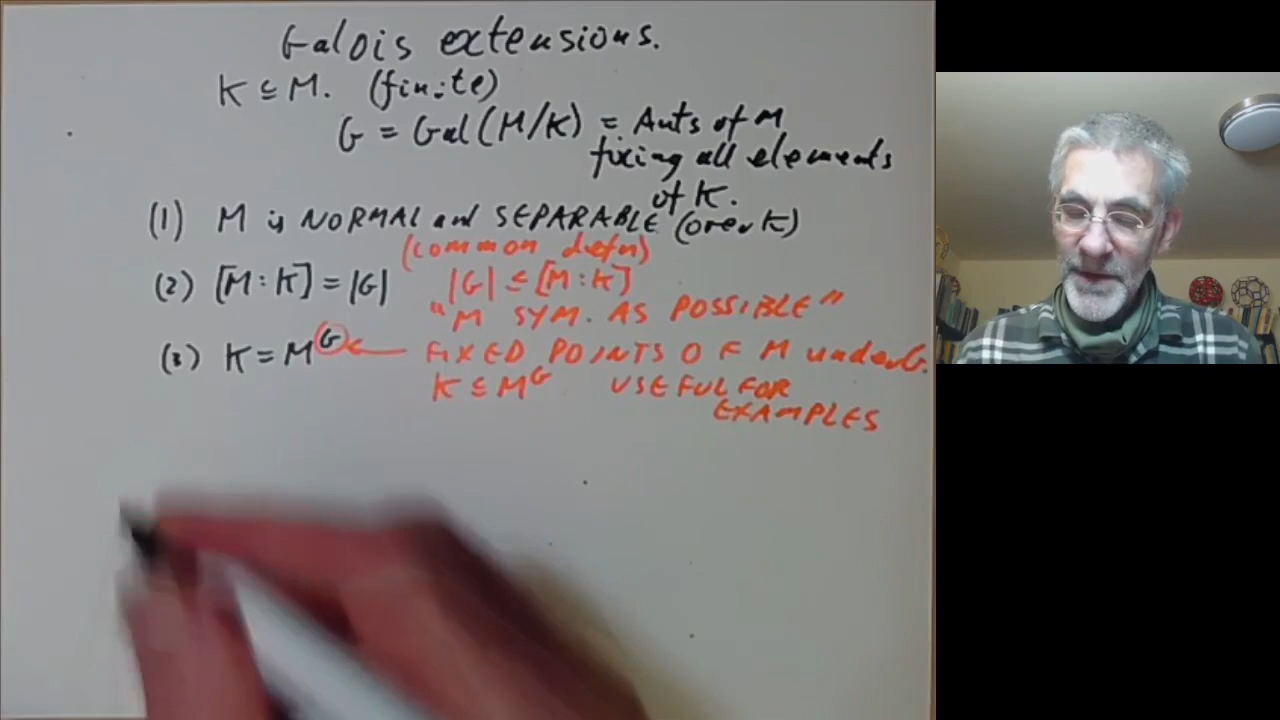 Galois extensions.
K ⊆ M. (finite)
G = Gal(M/K) = Auts of M
fixing all elements
of K.
(1) M is NORMAL and SEPARABLE (over K)
(common defn)
(2) [M:K] = |G| |G| ≤ [M:K]
"M SYM. AS POSSIBLE"
(3) K = M^G ← FIXED POINTS OF M under G.
K ⊆ M^G USEFUL FOR
EXAMPLES